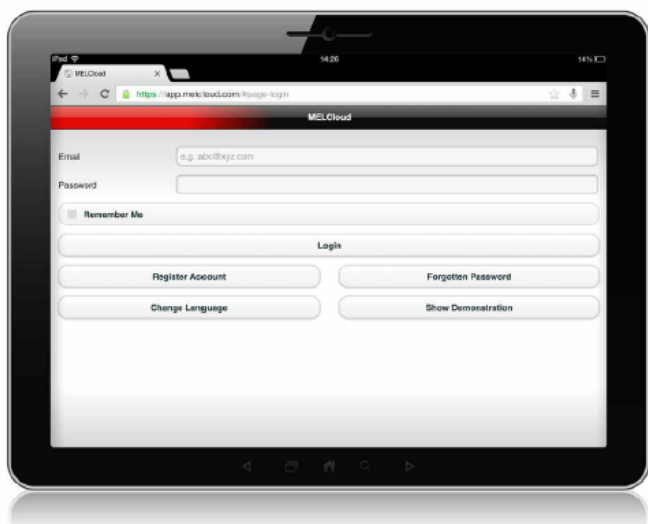 iPad 14:26 14%
MELCloud
https://app.melcloud.com/#page-login
MELCloud
Email e.g. abc@xyz.com
Password
Remember Me
Login
Register Account Forgotten Password
Change Language Show Demonstration